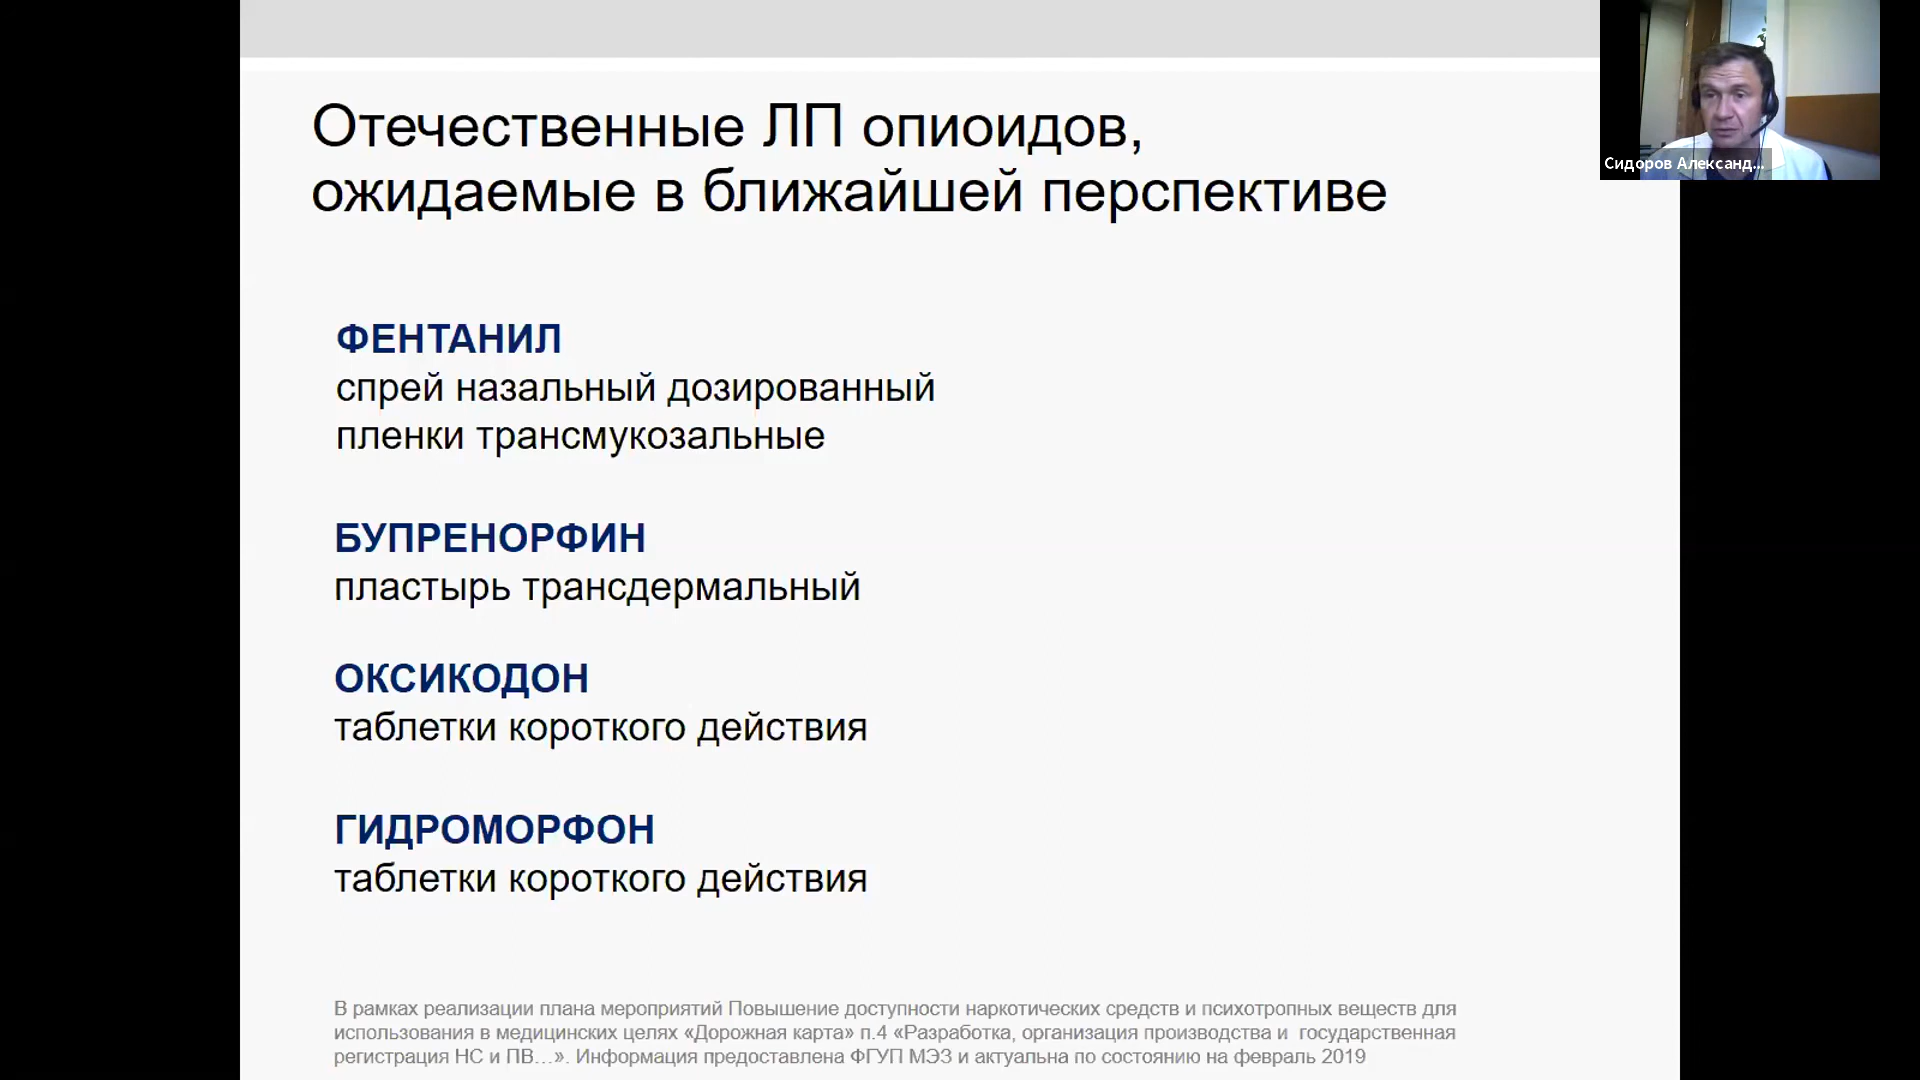 Отечественные ЛП опиоидов,
ожидаемые в ближайшей перспективе
Сидоров Александ...
ФЕНТАНИЛ
спрей назальный дозированный
пленки трансмукозальные
БУПРЕНОРФИН
пластырь трансдермальный
ОКСИКОДОН
таблетки короткого действия
ГИДРОМОРФОН
таблетки короткого действия
В рамках реализации плана мероприятий Повышение доступности наркотических средств и психотропных веществ для
использования в медицинских целях «Дорожная карта» п.4 «Разработка, организация производства и государственная
регистрация НС и ПВ...». Информация предоставлена ФГУП МЭЗ и актуальна по состоянию на февраль 2019